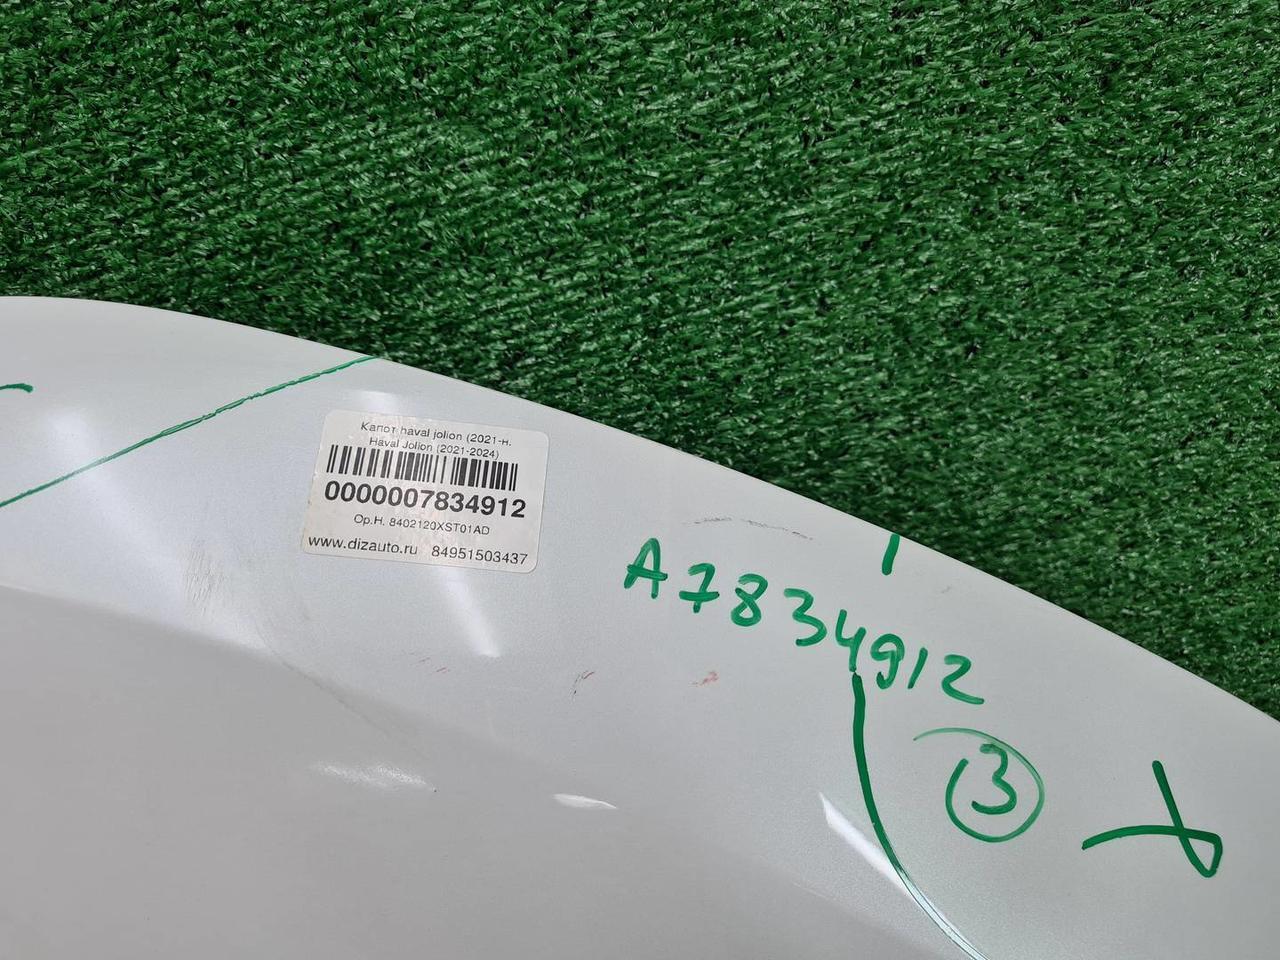 Капот haval jolion (2021-н.
Haval Jolion (2021-2024)
0000007834912
Ор.Н. 8402120XST01AD
www.dizauto.ru 84951503437
A7834912
3